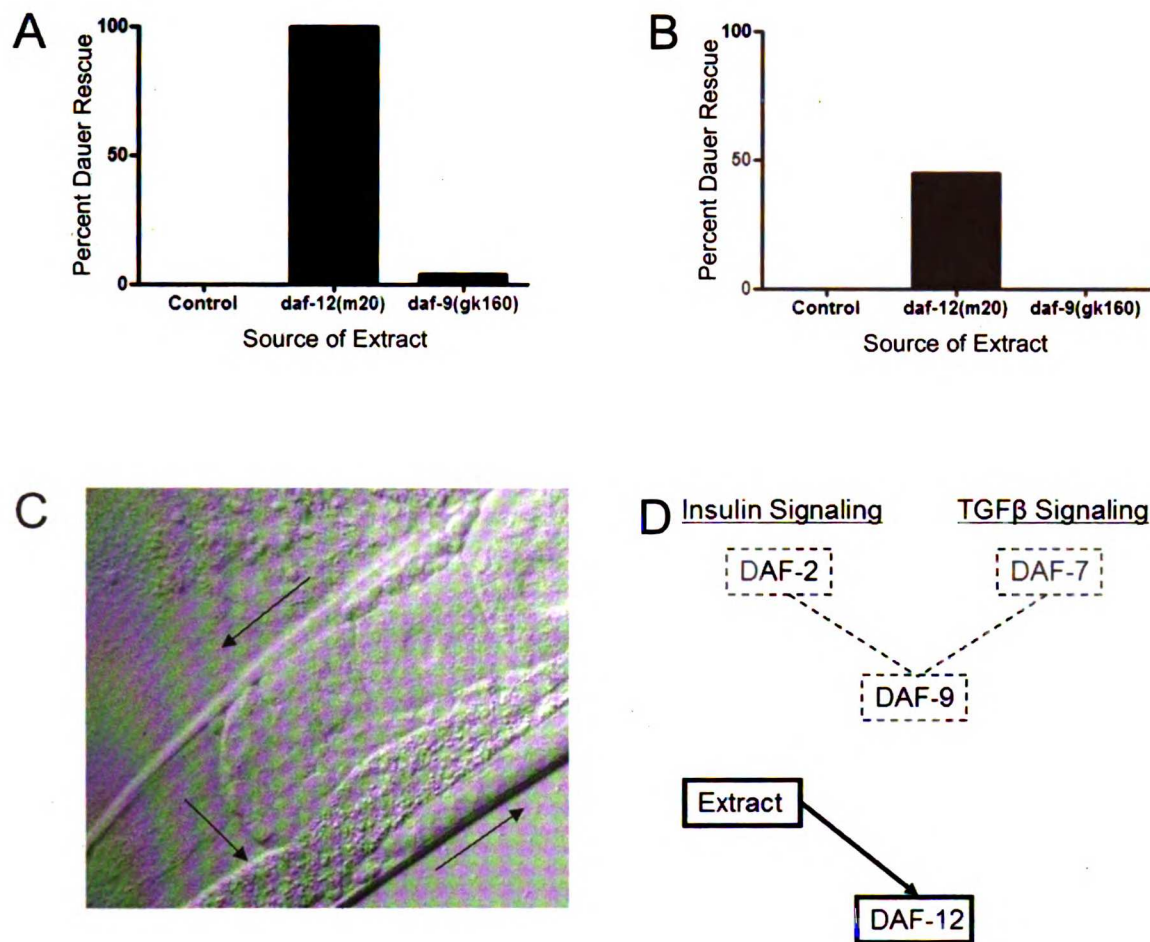 A
Percent Dauer Rescue
100
50
0
Control
daf-12(m20)
daf-9(gk160)
Source of Extract
B
Percent Dauer Rescue
100
50
0
Control
daf-12(m20)
daf-9(gk160)
Source of Extract
C
D
Insulin Signaling
TGFβ Signaling
DAF-2
DAF-7
DAF-9
Extract
DAF-12